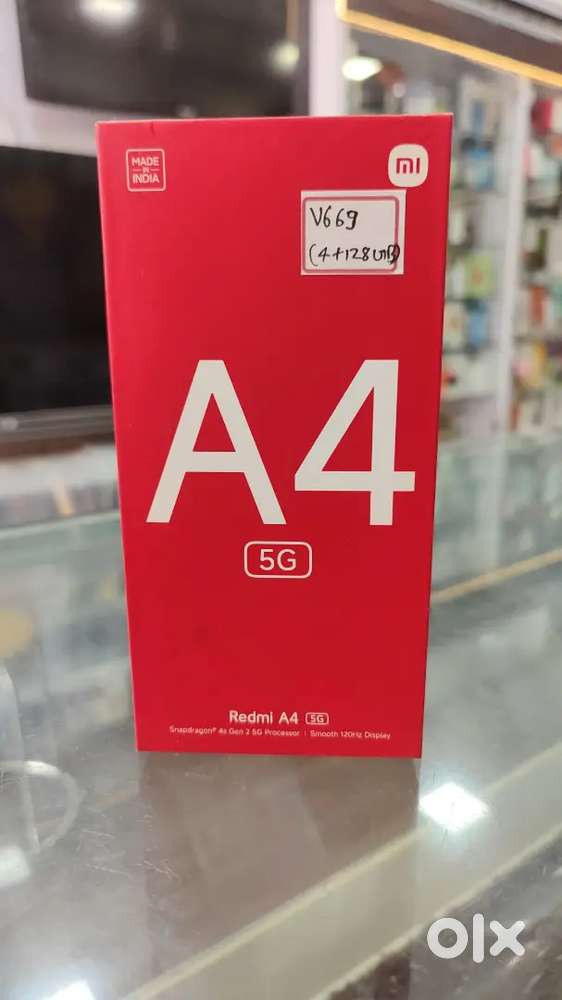 MADE
IN
INDIA
mi
V669
(4+128GB)
A4
5G
Redmi A4 5G
Snapdragon® 4s Gen 2 5G Processor | Smooth 120Hz Display
olx